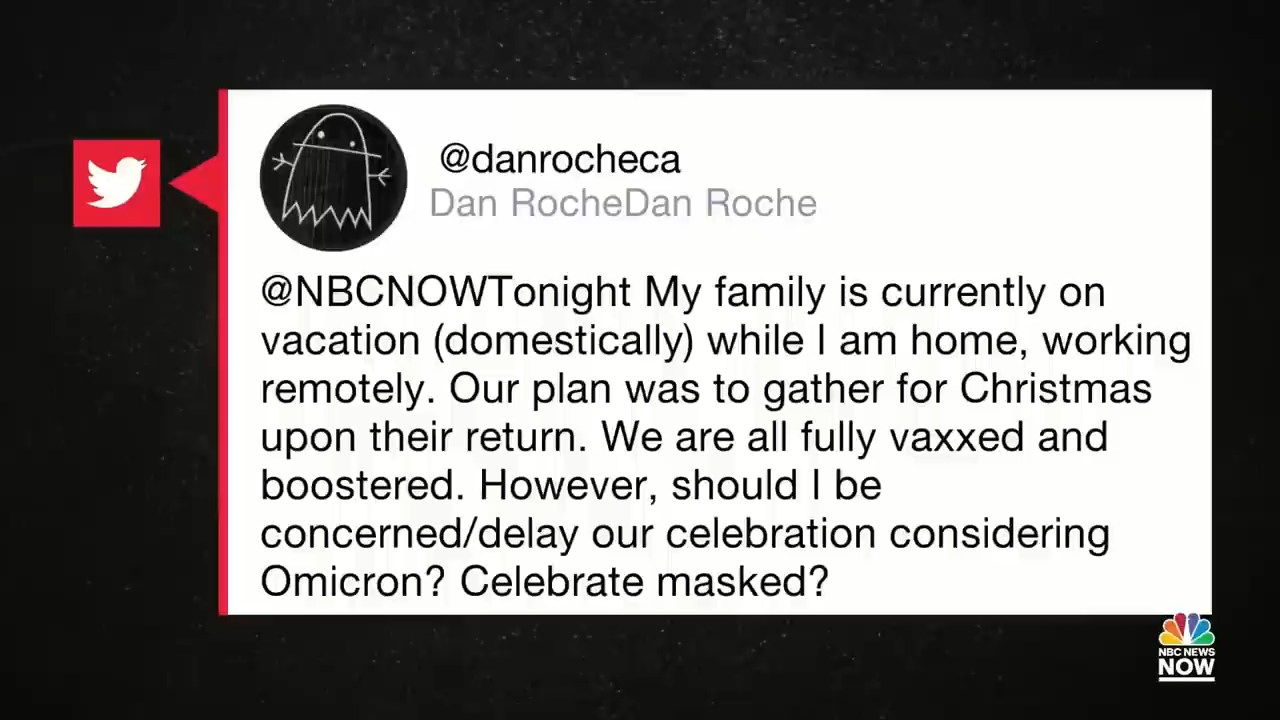 @danrocheca
Dan RocheDan Roche
@NBCNOWTonight My family is currently on
vacation (domestically) while I am home, working
remotely. Our plan was to gather for Christmas
upon their return. We are all fully vaxxed and
boostered. However, should I be
concerned/delay our celebration considering
Omicron? Celebrate masked?
NBC NEWS
NOW